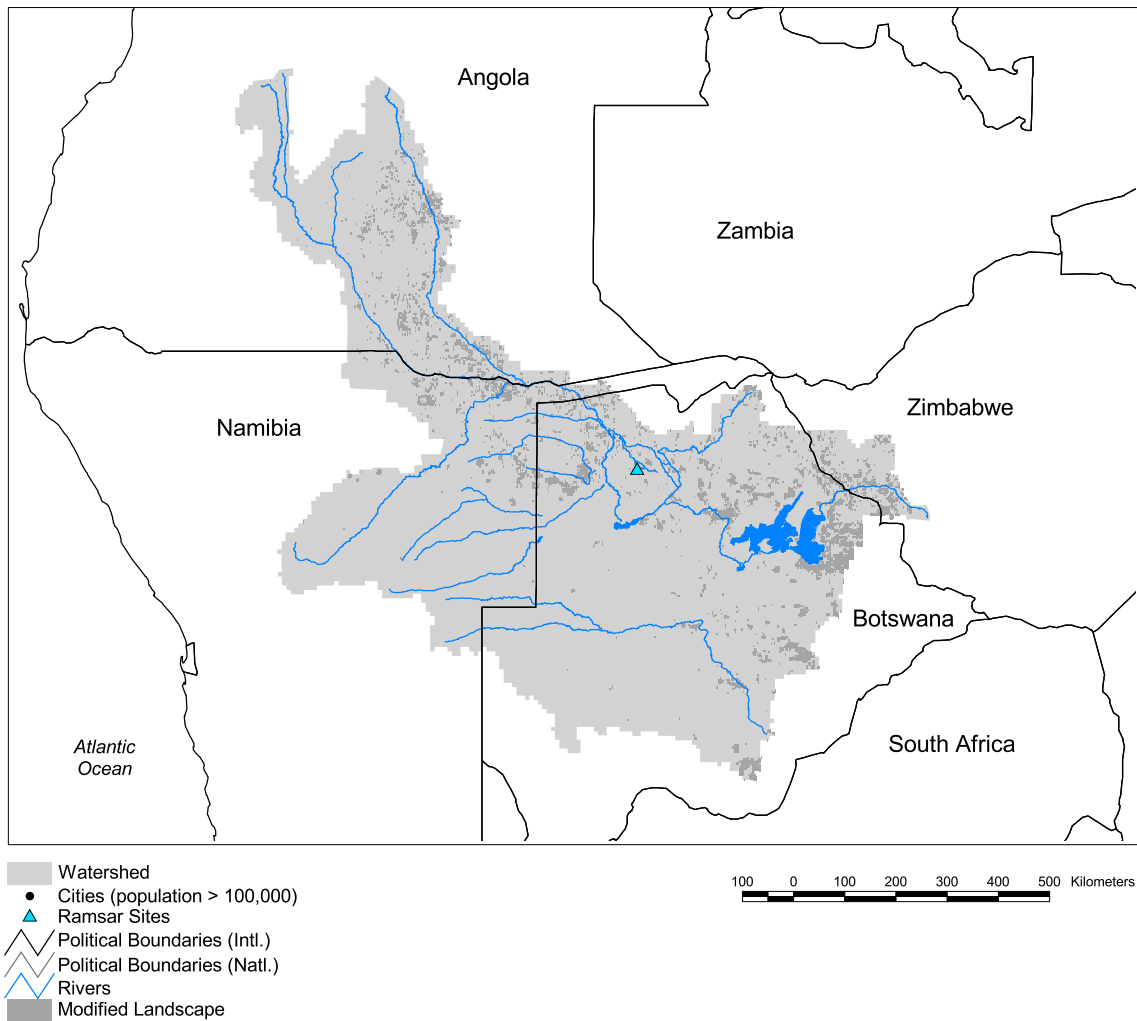 Angola
Zambia
Zimbabwe
Namibia
Botswana
South Africa
Atlantic
Ocean
Watershed
Cities (population > 100,000)
Ramsar Sites
Political Boundaries (Intl.)
Political Boundaries (Natl.)
Rivers
Modified Landscape
100 0 100 200 300 400 500 Kilometers